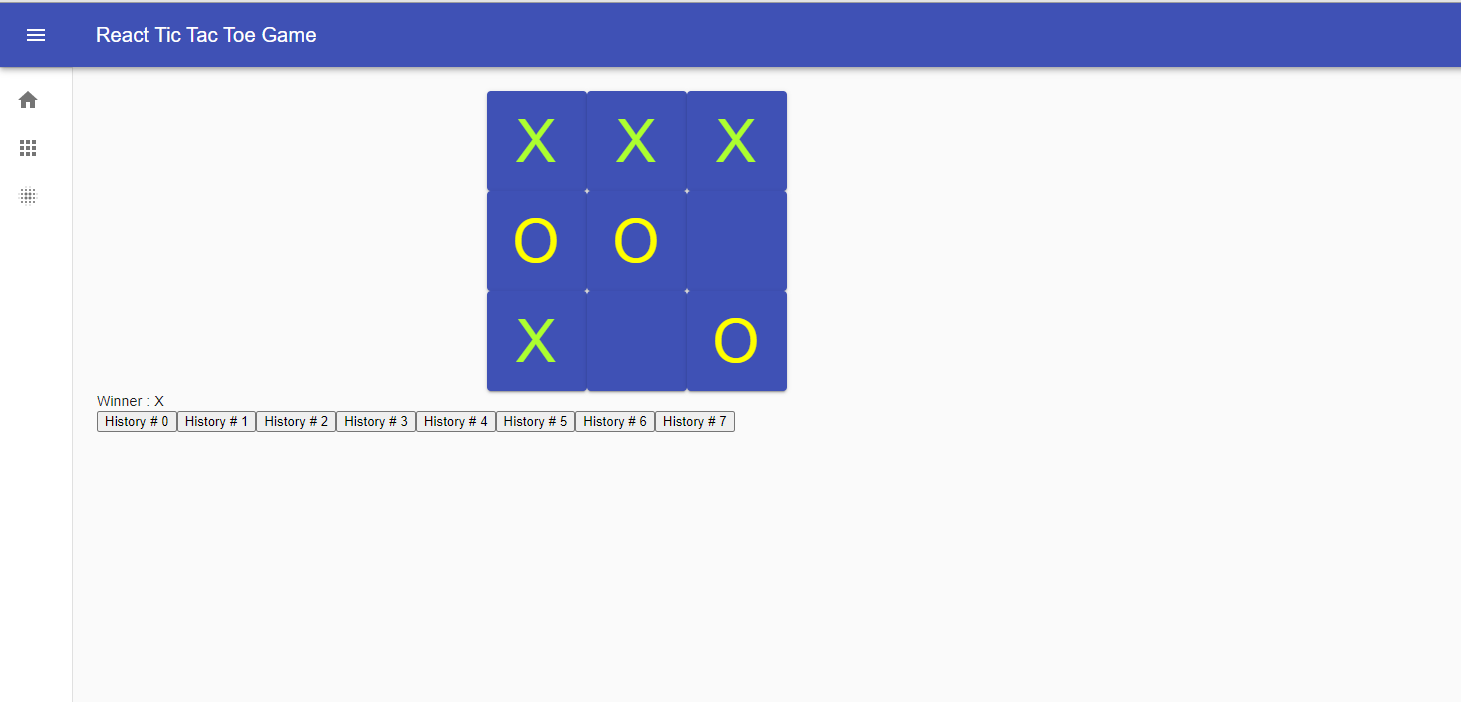 React Tic Tac Toe Game
X X X
O O
X O
Winner : X
History # 0 History # 1 History # 2 History # 3 History # 4 History # 5 History # 6 History # 7